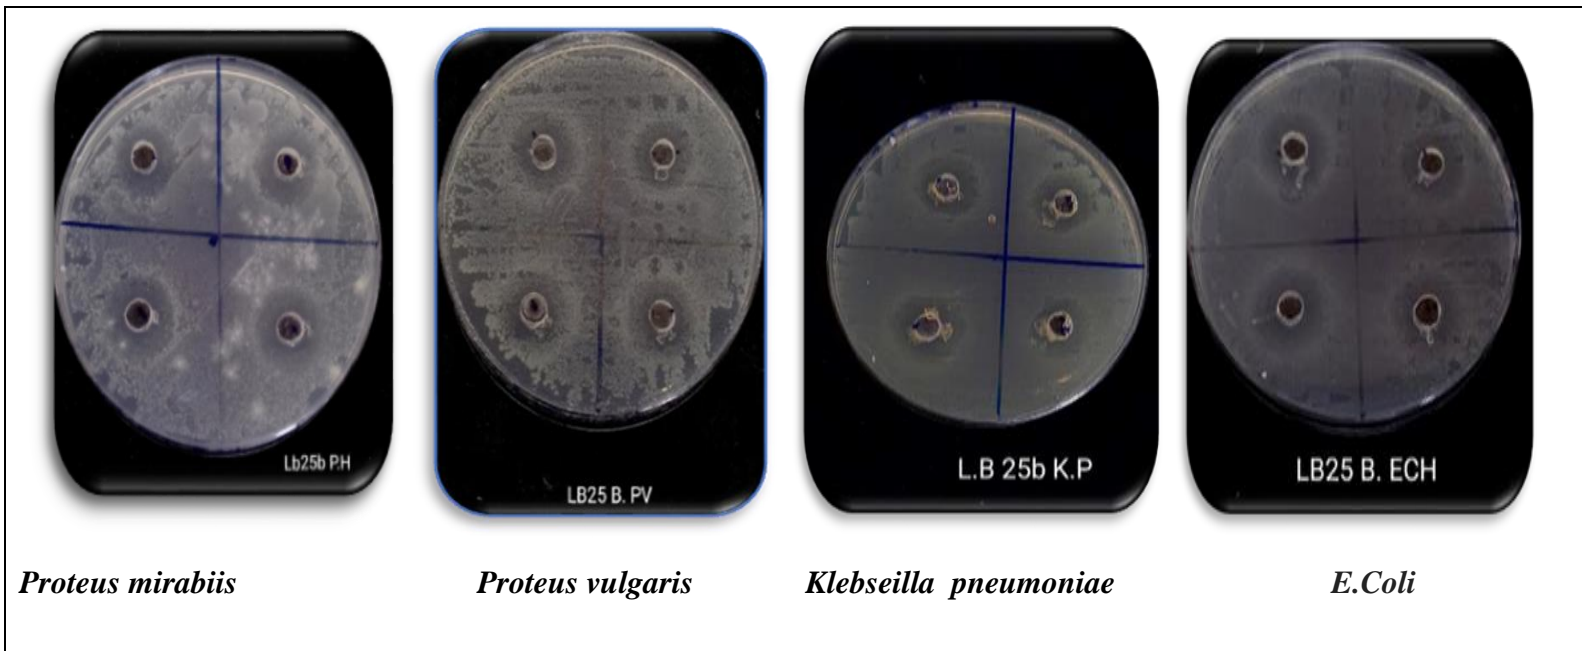 Lb25b P.H
LB25 B. PV
L.B 25b K.P
LB25 B. ECH
Proteus mirabiis
Proteus vulgaris
Klebseilla pneumoniae
E.Coli